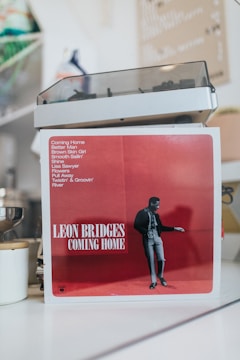 Coming Home
Better Man
Brown Skin Girl
Smooth Sailin'
Shine
Lisa Sawyer
Flowers
Pull Away
Twistin' & Groovin'
River
LEON BRIDGES
COMING HOME